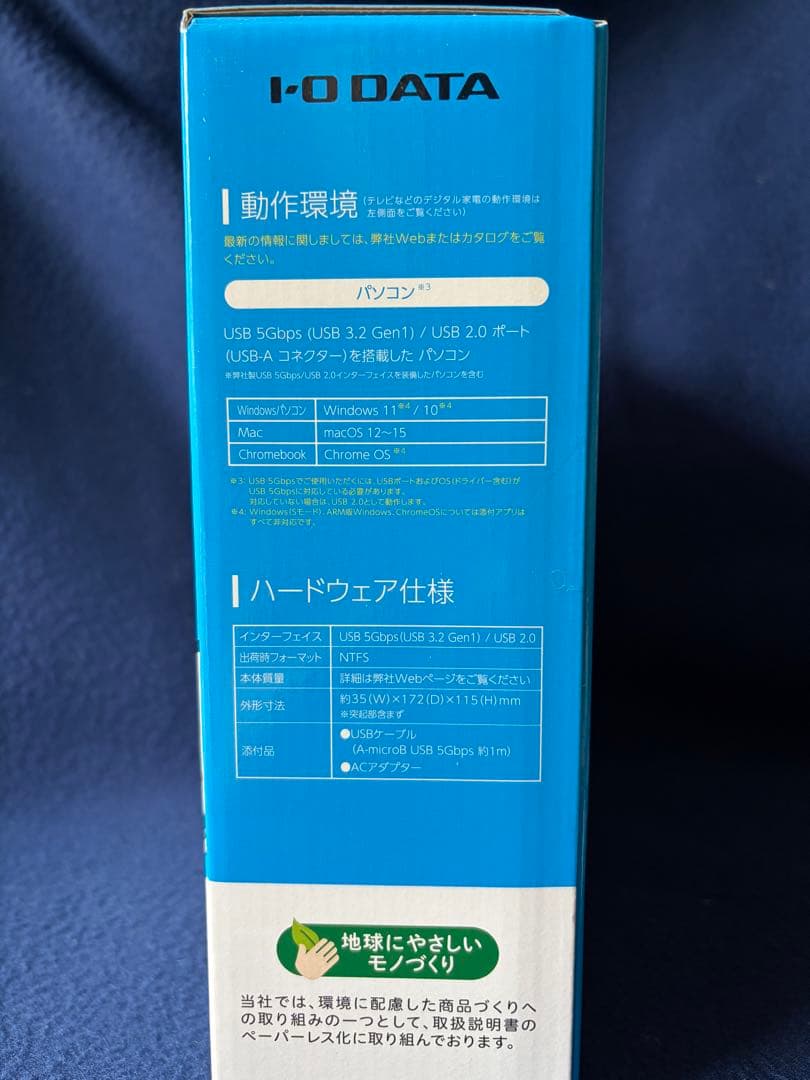 I-O DATA
動作環境 (テレビなどのデジタル家電の動作環境は
左側面をご覧ください)
最新の情報に関しましては、弊社Webまたはカタログをご覧
ください。
パソコン※3
USB 5Gbps (USB 3.2 Gen1) / USB 2.0 ポート
(USB-A コネクター)を搭載した パソコン
※弊社製USB 5Gbps/USB 2.0インターフェイスを装備したパソコンを含む
Windowsパソコン Windows 11※4 / 10※4
Mac macOS 12～15
Chromebook Chrome OS※4
※3: USB 5Gbpsでご使用いただくには、USBポートおよびOS(ドライバー含む)が
USB 5Gbpsに対応している必要があります。
対応していない場合は、USB 2.0として動作します。
※4: Windows(Sモード)、ARM版Windows、ChromeOSについては添付アプリは
すべて非対応です。
ハードウェア仕様
インターフェイス USB 5Gbps(USB 3.2 Gen1) / USB 2.0
出荷時フォーマット NTFS
本体質量 詳細は弊社Webページをご覧ください
外形寸法 約35(W)×172(D)×115(H)mm
※突起部含まず
添付品 ●USBケーブル
(A-microB USB 5Gbps 約1m)
●ACアダプター
地球にやさしい
モノづくり
当社では、環境に配慮した商品づくりへ
の取り組みの一つとして、取扱説明書の
ペーパーレス化に取り組んでおります。